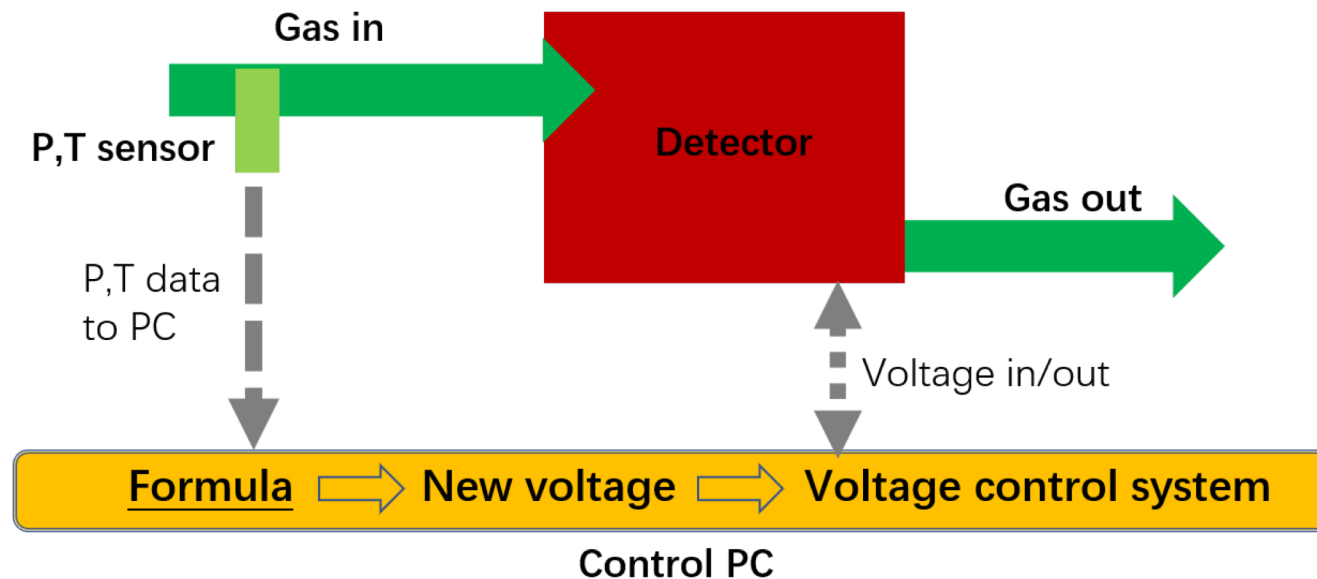 Gas in
P,T sensor
Detector
Gas out
P,T data
to PC
Voltage in/out
Formula
New voltage
Voltage control system
Control PC